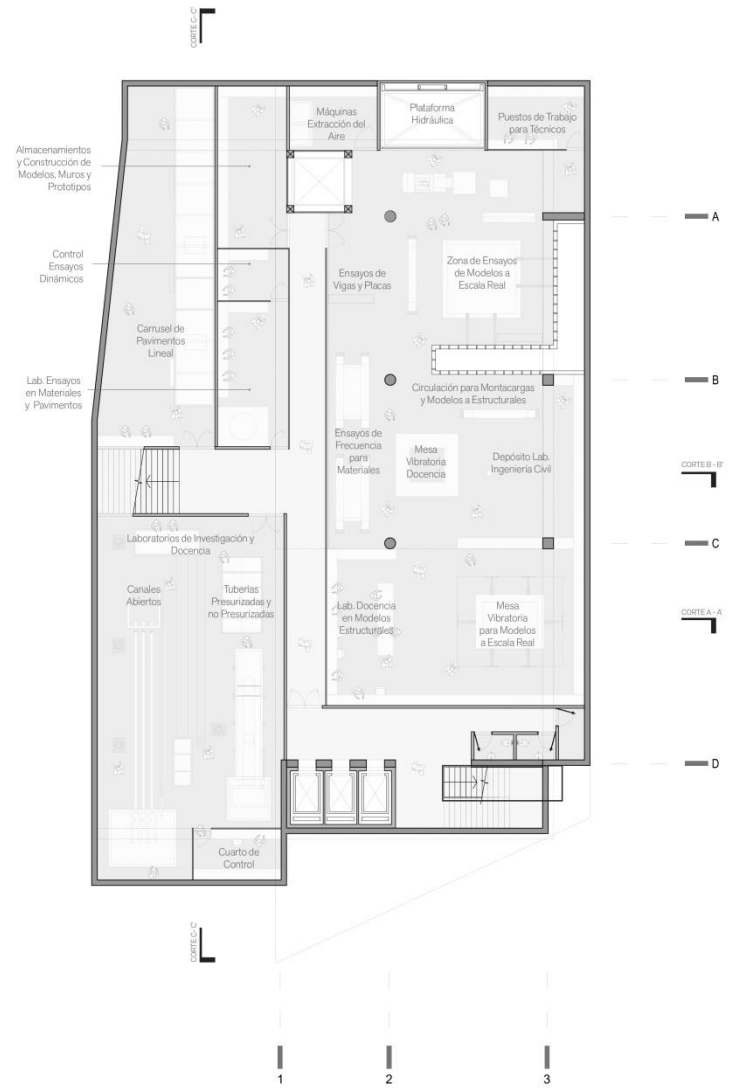 CORTE C- C'
Máquinas
Extracción del
Aire
Plataforma
Hidráulica
Puestos de Trabajo
para Técnicos
Almacenamientos
y Construcción de
Modelos, Muros y
Prototipos
A
Control
Ensayos
Dinámicos
Ensayos de
Vigas y Placas
Zona de Ensayos
de Modelos a
Escala Real
Carrusel de
Pavimentos
Lineal
Lab. Ensayos
en Materiales
y Pavimentos
Circulación para Montacargas
y Modelos a Estructurales
B
Ensayos de
Frecuencia
para
Materiales
Mesa
Vibratoria
Docencia
Depósito Lab.
Ingeniería Civil
CORTE B - B'
Laboratorios de Investigación y
Docencia
C
Canales
Abiertos
Tuberías
Presurizadas y
no Presurizadas
Lab. Docencia
en Modelos
Estructurales
Mesa
Vibratoria
para Modelos
a Escala Real
CORTE A - A'
D
Cuarto de
Control
CORTE C- C'
1
2
3